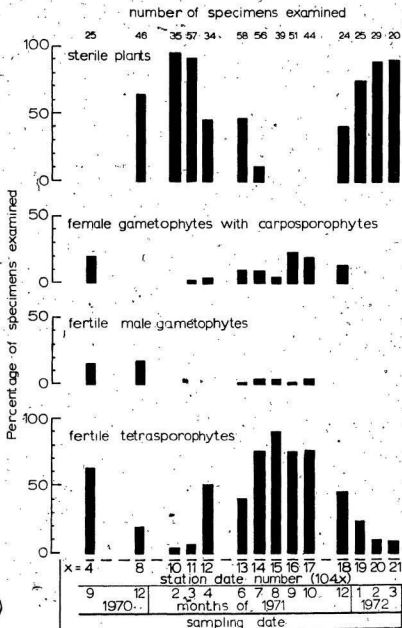 number of specimens examined
25 46 35 57 34 58 56 39 51 44 24 25 29 20
100
sterile plants
50
0
50
female gametophytes with carposporophytes
0
50
fertile male gametophytes
0
100
fertile tetrasporophytes
50
0
Percentage of specimens examined
x = 4 8 10 11 12 13 14 15 16 17 18 19 20 21
station date number (104x)
9 12 2 3 4 6 7 8 9 10 12 1 2 3
1970 months of 1971 1972
sampling date